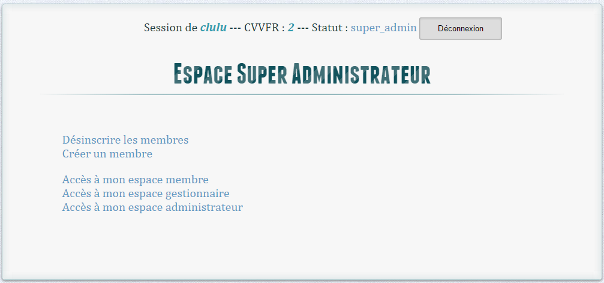 Session de clulu --- CVVFR : 2 --- Statut : super_admin Déconnexion
Espace Super Administrateur
Désinscrire les membres
Créer un membre
Accès à mon espace membre
Accès à mon espace gestionnaire
Accès à mon espace administrateur